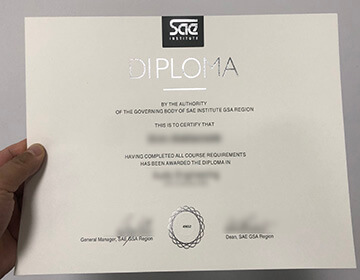 sae
INSTITUTE
DIPLOMA
BY THE AUTHORITY
OF THE GOVERNING BODY OF SAE INSTITUTE GSA REGION
THIS IS TO CERTIFY THAT
HAVING COMPLETED ALL COURSE REQUIREMENTS
HAS BEEN AWARDED THE DIPLOMA IN
General Manager, SAE GSA Region
Dean, SAE GSA Region